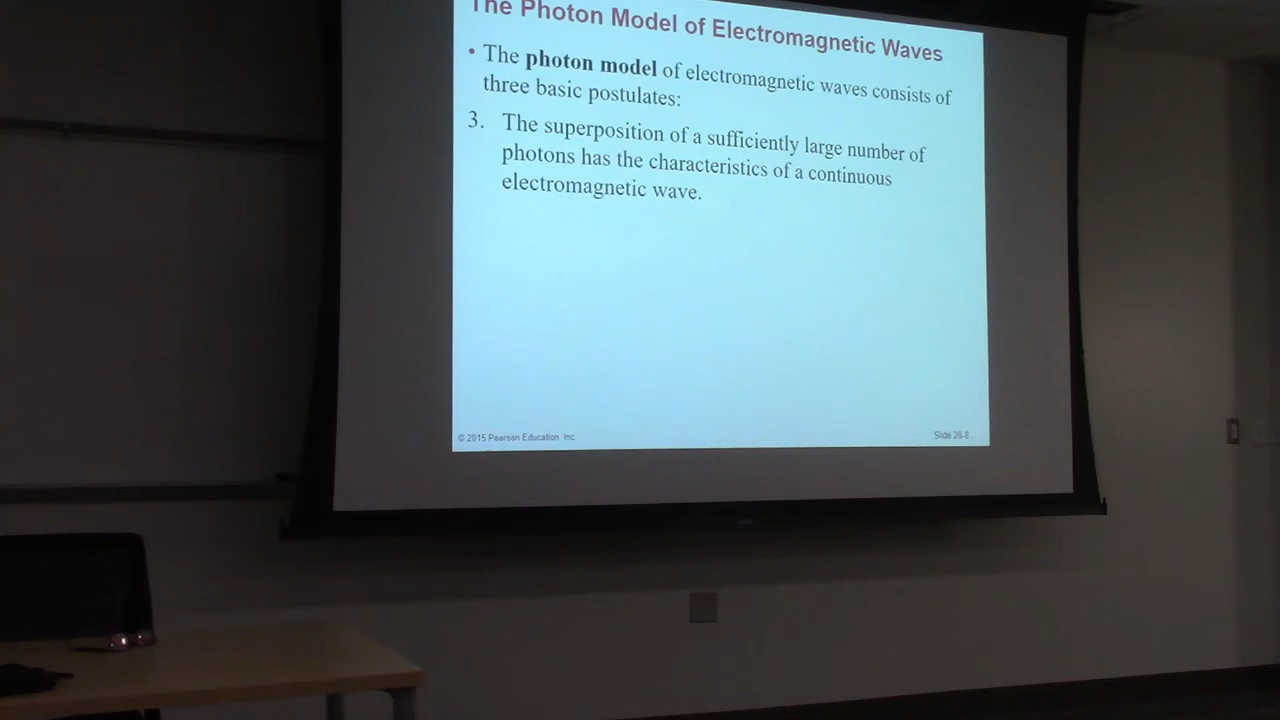 The Photon Model of Electromagnetic Waves
• The photon model of electromagnetic waves consists of
three basic postulates:
3. The superposition of a sufficiently large number of
photons has the characteristics of a continuous
electromagnetic wave.
© 2015 Pearson Education, Inc.
Slide 28-8